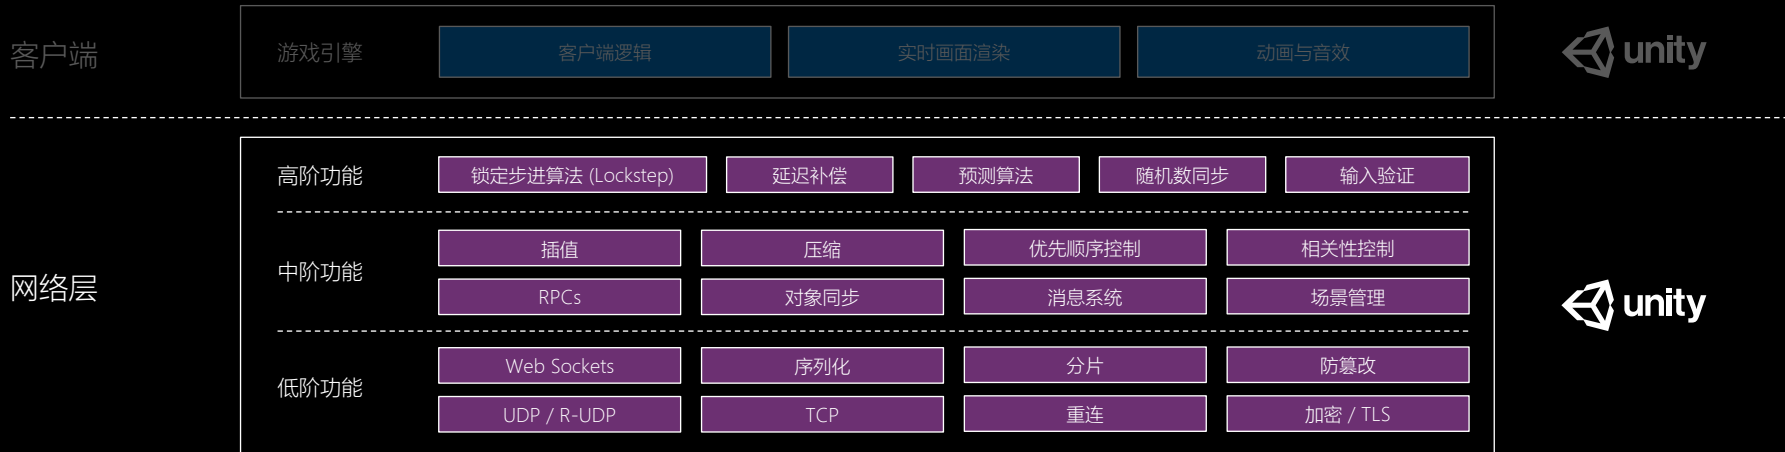 客户端
游戏引擎
客户端逻辑
实时画面渲染
动画与音效
unity
网络层
高阶功能
锁定步进算法 (Lockstep)
延迟补偿
预测算法
随机数同步
输入验证
中阶功能
插值
压缩
优先顺序控制
相关性控制
RPCs
对象同步
消息系统
场景管理
unity
低阶功能
Web Sockets
序列化
分片
防篡改
UDP / R-UDP
TCP
重连
加密 / TLS